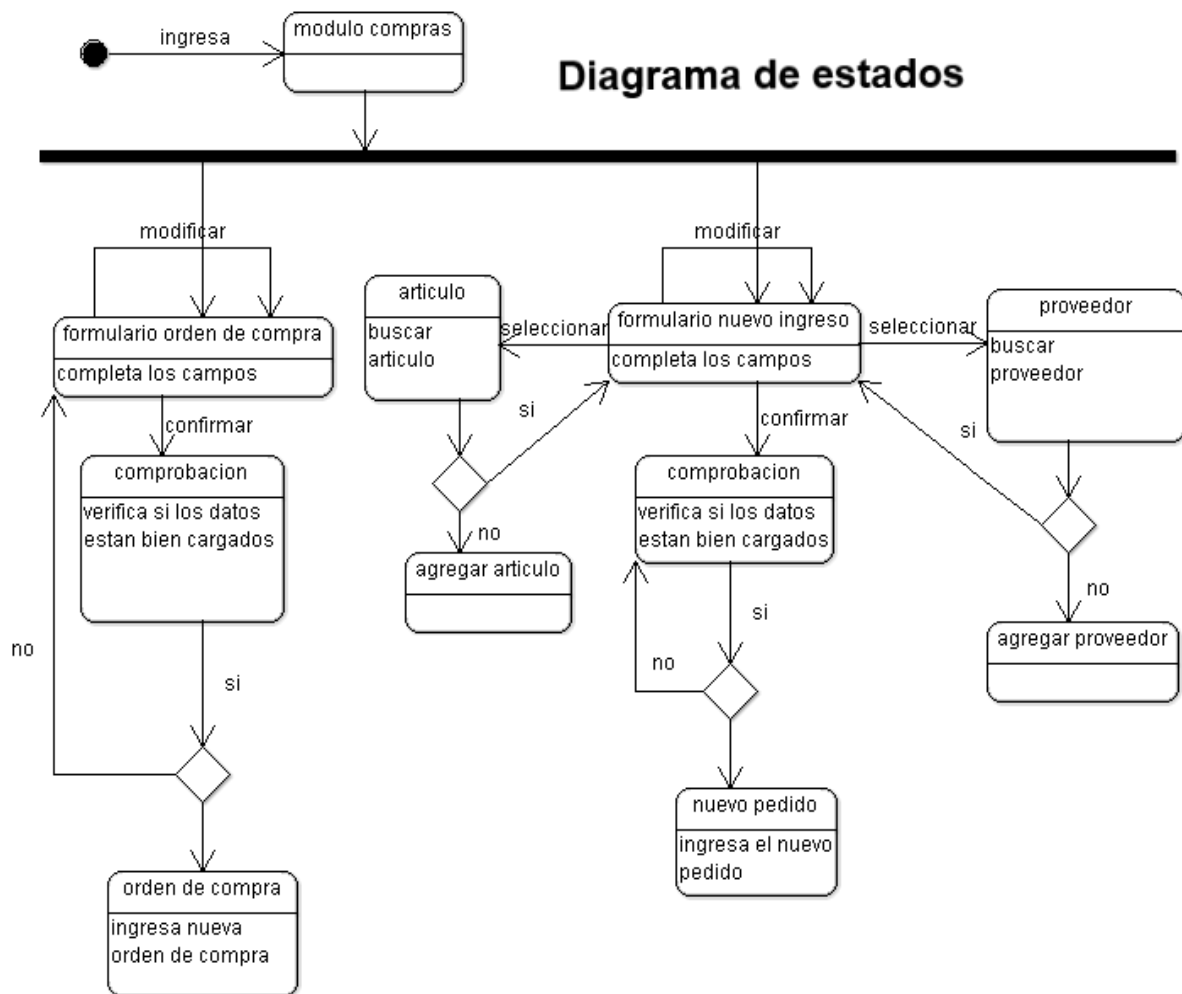 ingresa
modulo compras
Diagrama de estados
modificar
formulario orden de compra
completa los campos
confirmar
comprobacion
verifica si los datos
estan bien cargados
no
si
orden de compra
ingresa nueva
orden de compra
articulo
buscar
articulo
seleccionar
si
no
agregar articulo
modificar
formulario nuevo ingreso
completa los campos
seleccionar
confirmar
comprobacion
verifica si los datos
estan bien cargados
si
no
nuevo pedido
ingresa el nuevo
pedido
proveedor
buscar
proveedor
si
no
agregar proveedor